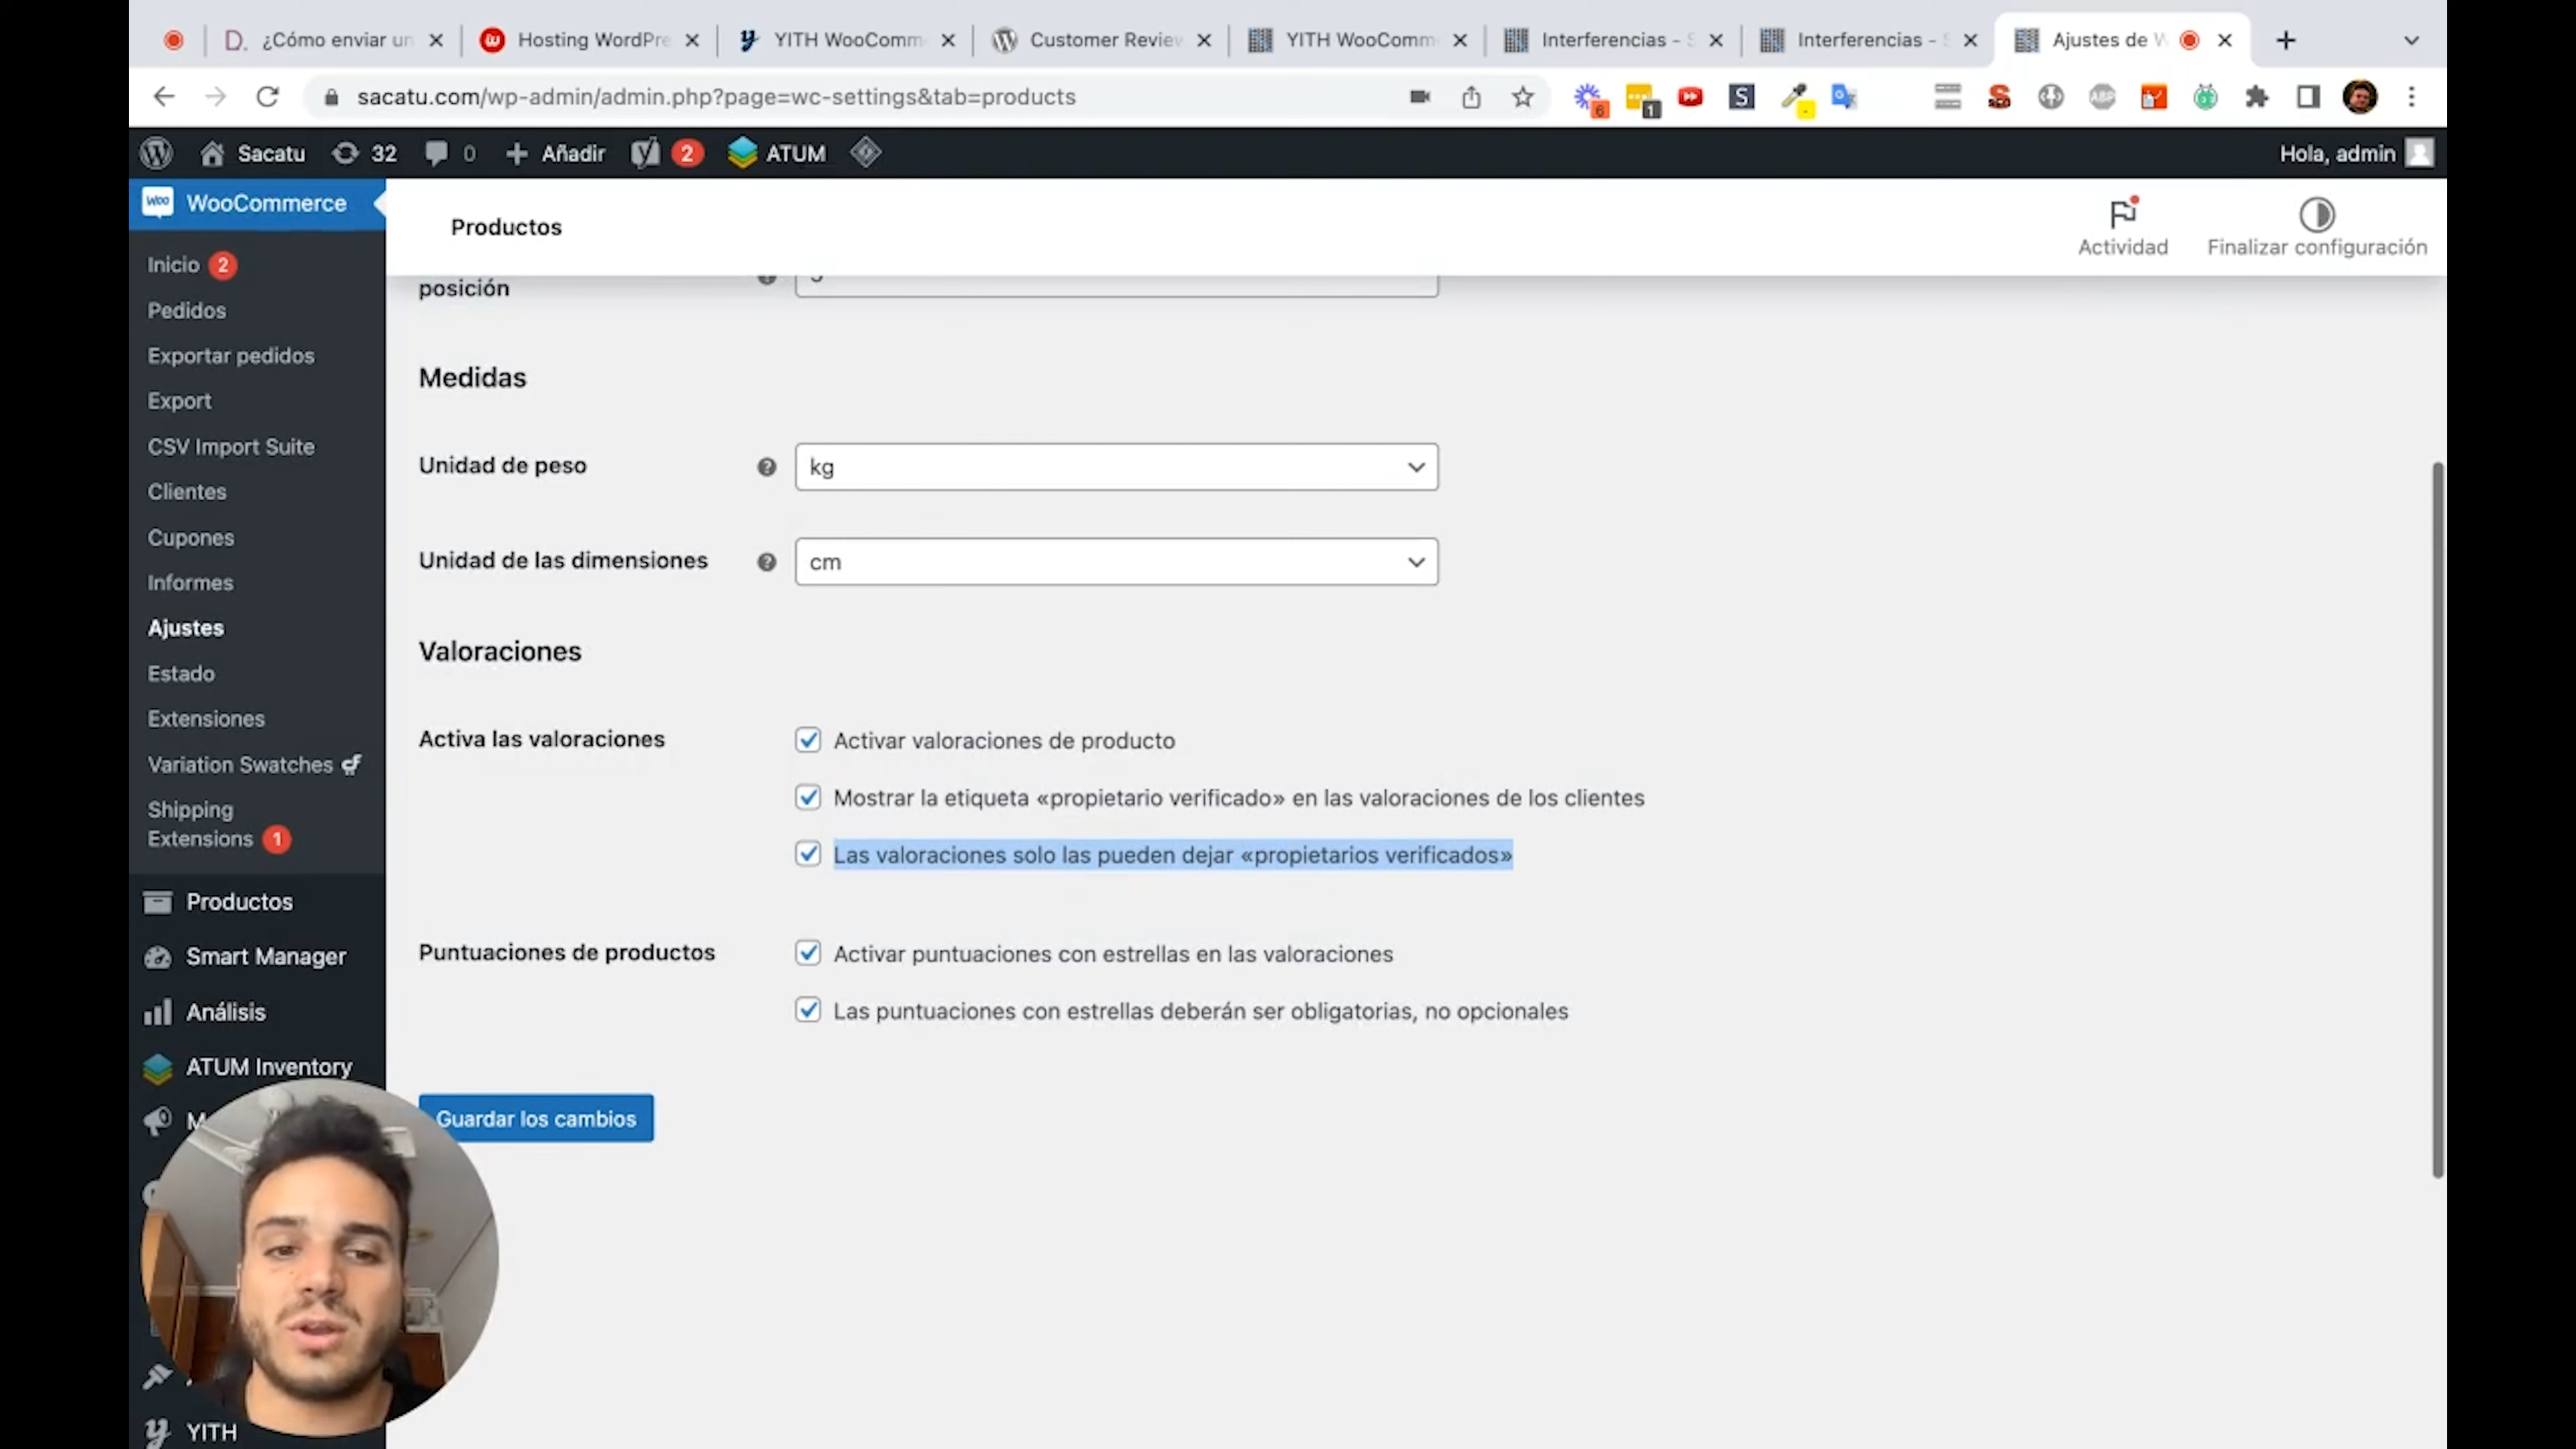 D. ¿Cómo enviar un
Hosting WordPre
YITH WooComm
Customer Review
YITH WooComm
Interferencias - S
Interferencias - S
Ajustes de W
sacatu.com/wp-admin/admin.php?page=wc-settings&tab=products
6
1
S
ABP
Sacatu
32
0
Añadir
2
ATUM
Hola, admin
Woo
WooCommerce
Productos
Actividad
Finalizar configuración
Inicio 2
Pedidos
Exportar pedidos
Export
CSV Import Suite
Clientes
Cupones
Informes
Ajustes
Estado
Extensiones
Variation Swatches
Shipping
Extensions 1
Productos
Smart Manager
Análisis
ATUM Inventory
M
YITH
posición
Medidas
Unidad de peso
kg
Unidad de las dimensiones
cm
Valoraciones
Activa las valoraciones
Activar valoraciones de producto
Mostrar la etiqueta «propietario verificado» en las valoraciones de los clientes
Las valoraciones solo las pueden dejar «propietarios verificados»
Puntuaciones de productos
Activar puntuaciones con estrellas en las valoraciones
Las puntuaciones con estrellas deberán ser obligatorias, no opcionales
Guardar los cambios